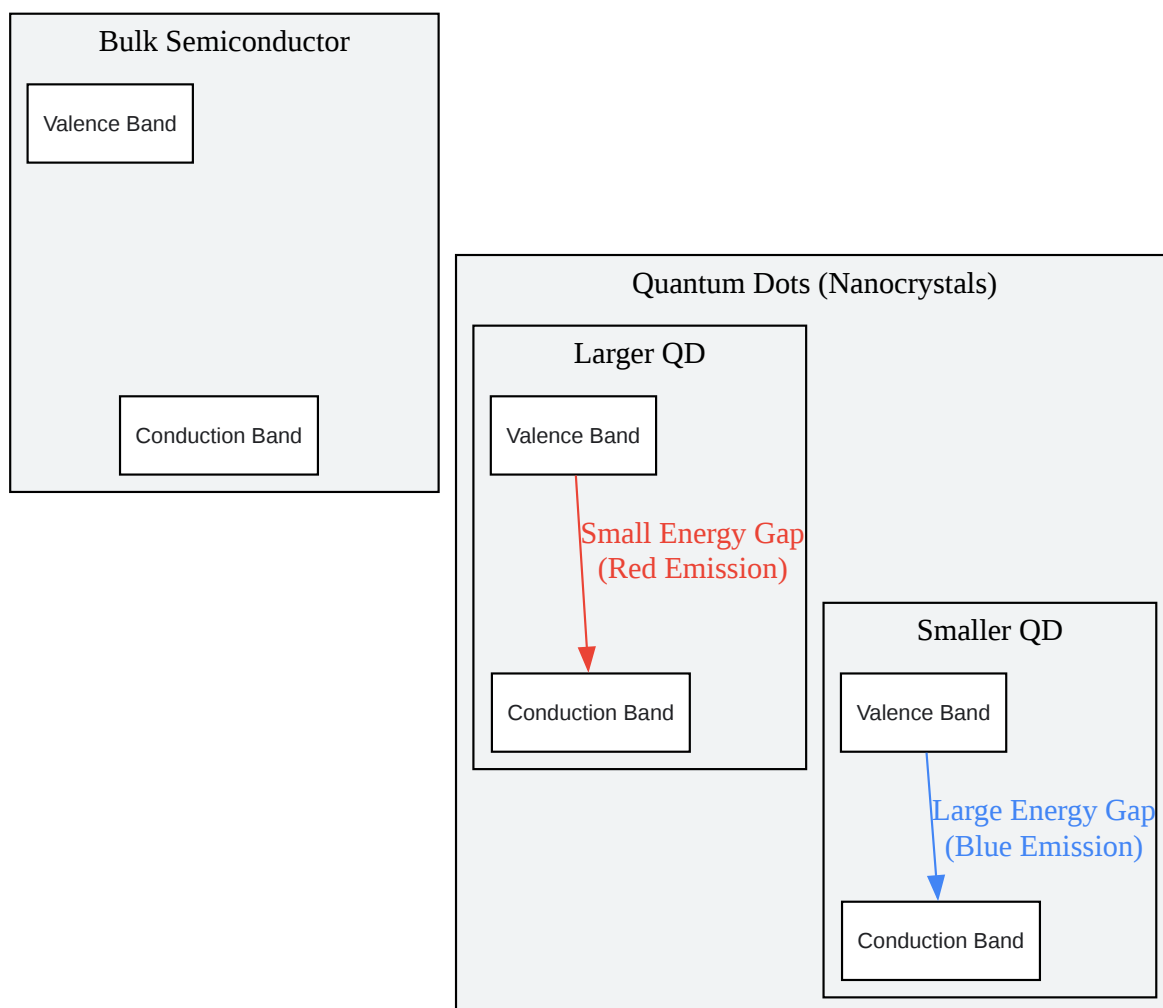 Bulk Semiconductor
Valence Band
Conduction Band
Quantum Dots (Nanocrystals)
Larger QD
Valence Band
Small Energy Gap
(Red Emission)
Conduction Band
Smaller QD
Valence Band
Large Energy Gap
(Blue Emission)
Conduction Band